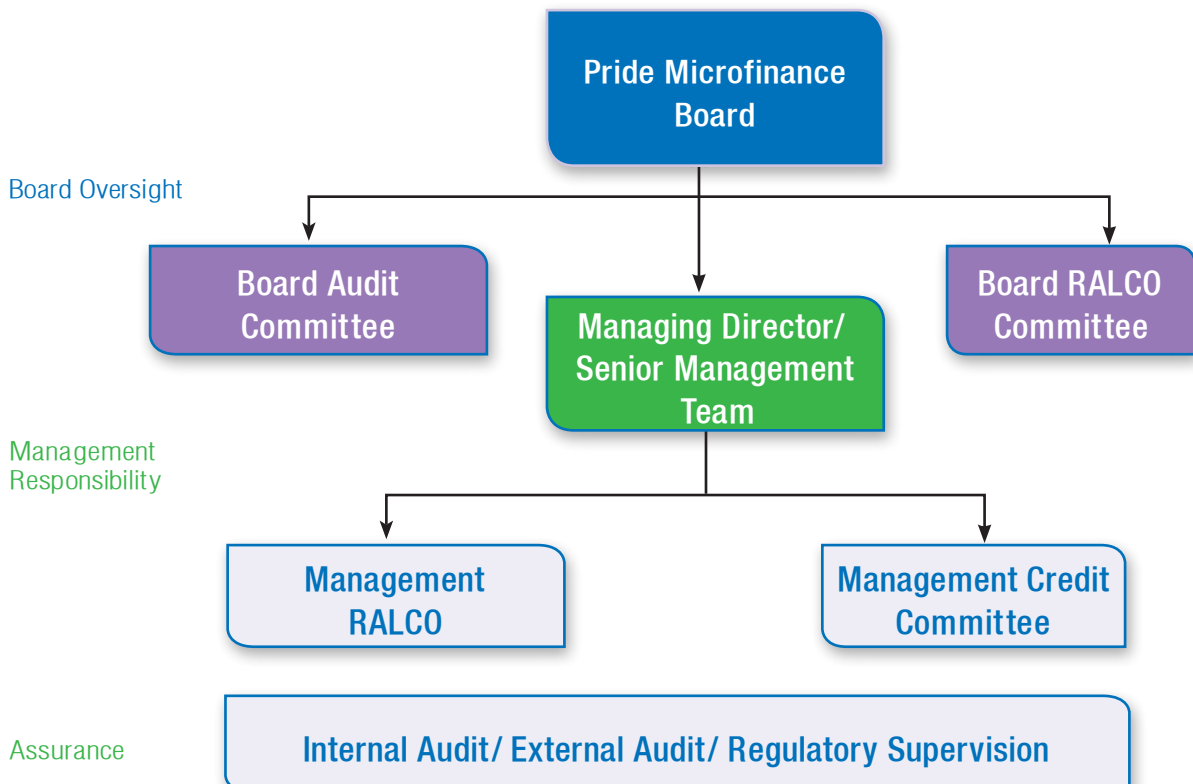 Pride Microfinance
Board
Board Oversight
Board Audit
Committee
Board RALCO
Committee
Managing Director/
Senior Management
Team
Management
Responsibility
Management
RALCO
Management Credit
Committee
Assurance
Internal Audit/ External Audit/ Regulatory Supervision